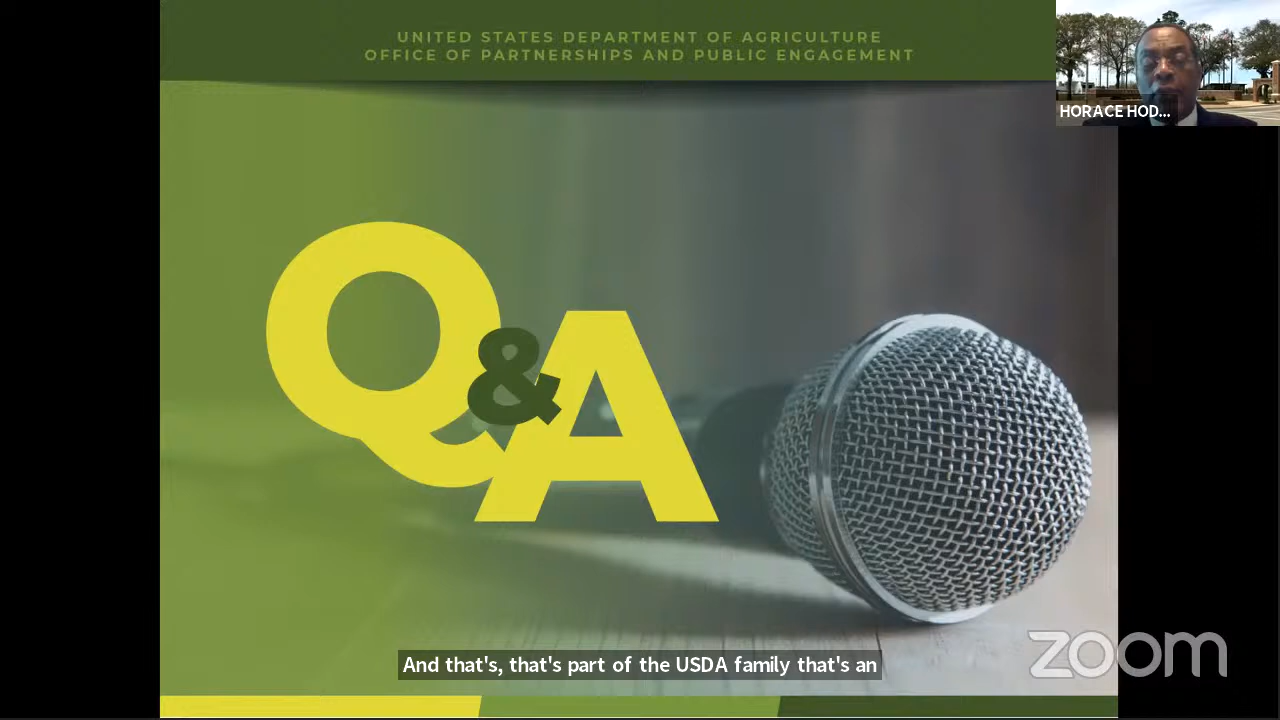 UNITED STATES DEPARTMENT OF AGRICULTURE
OFFICE OF PARTNERSHIPS AND PUBLIC ENGAGEMENT
HORACE HOD...
Q&A
And that's, that's part of the USDA family that's an
zoom